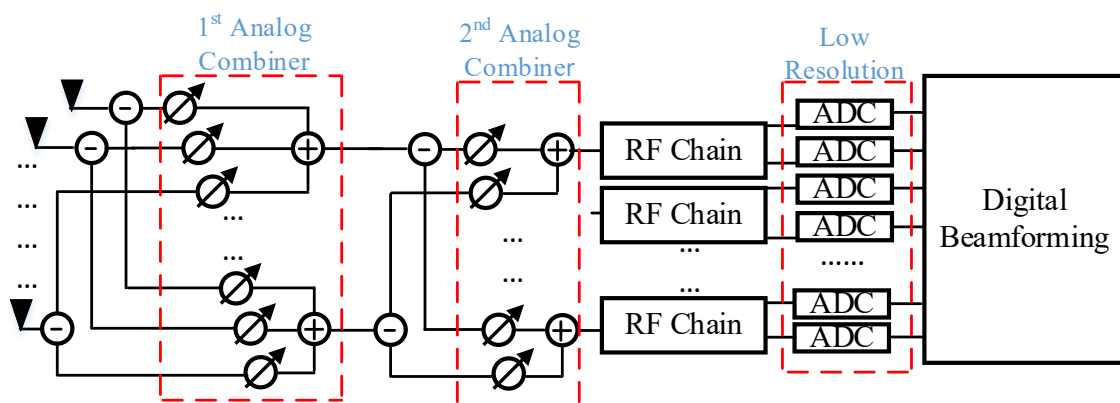 1st Analog
Combiner
2nd Analog
Combiner
Low
Resolution
ADC
ADC
ADC
ADC
......
ADC
ADC
RF Chain
RF Chain
...
...
RF Chain
Digital
Beamforming
...
...
...
...
...
...
...
...